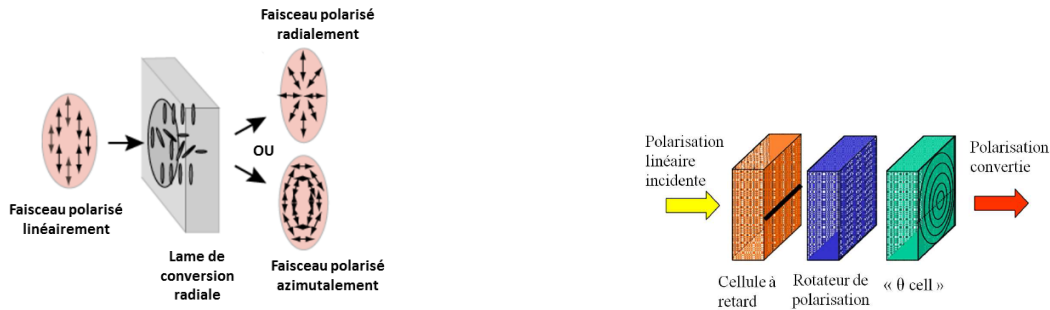 Faisceau polarisé
radialement
Faisceau polarisé
linéairement
OU
Lame de
conversion
radiale
Faisceau polarisé
azimutalement
Polarisation
linéaire
incidente
Polarisation
convertie
Cellule à
retard
Rotateur de
polarisation
« θ cell »